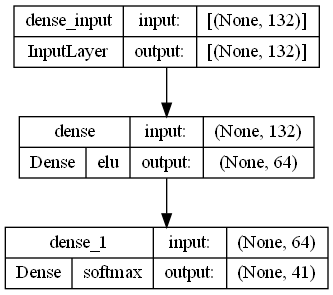 dense_input input: [(None, 132)]
InputLayer output: [(None, 132)]
dense input: (None, 132)
Dense elu output: (None, 64)
dense_1 input: (None, 64)
Dense softmax output: (None, 41)